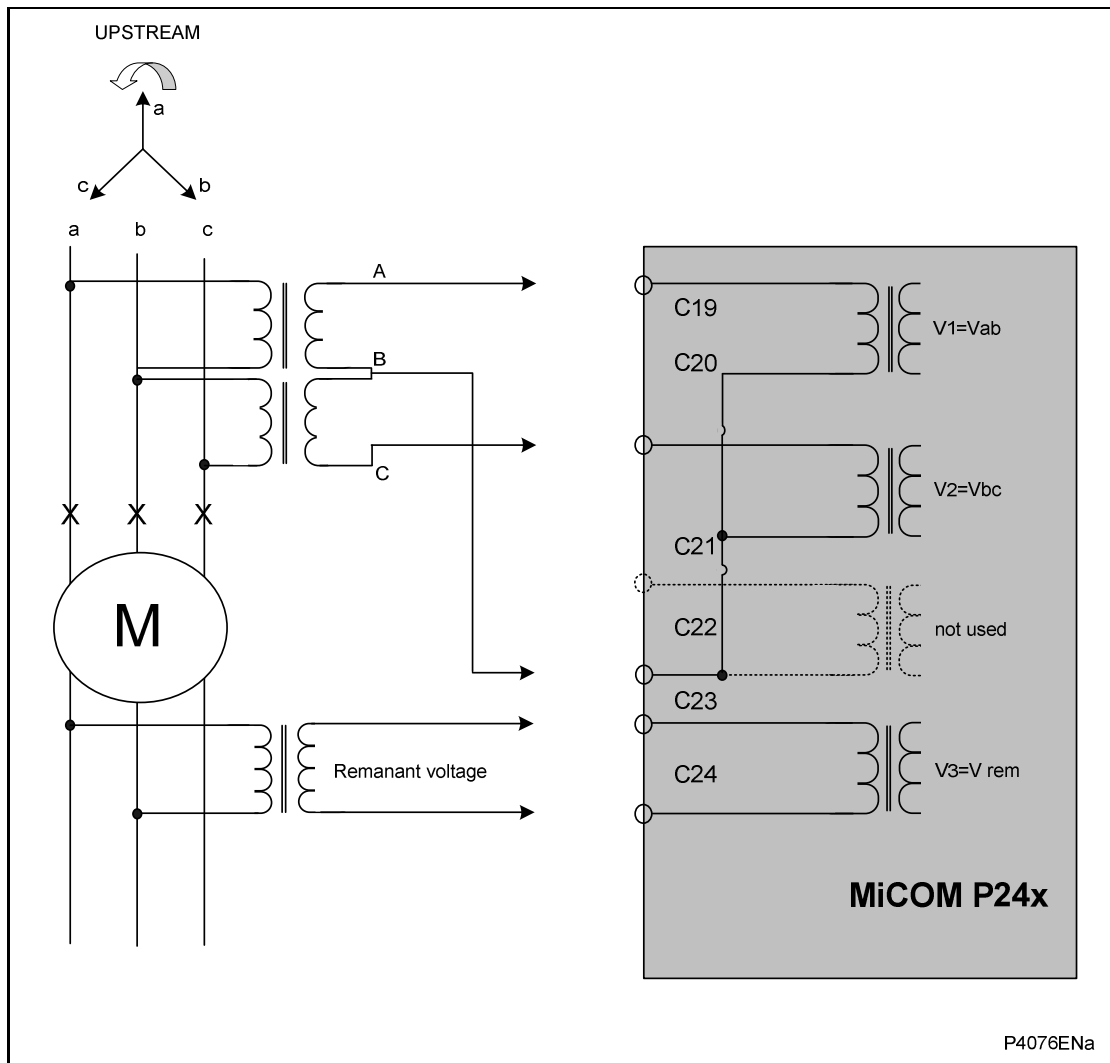 UPSTREAM
a
c
b
a b c
A
B
C
C19
C20
V1=Vab
V2=Vbc
C21
C22
not used
C23
C24
V3=V rem
X X X
M
Remanant voltage
MiCOM P24x
P4076ENa